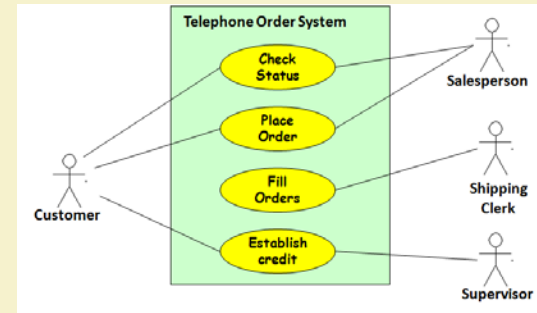 Telephone Order System
Check
Status
Salesperson
Place
Order
Fill
Orders
Shipping
Clerk
Customer
Establish
credit
Supervisor